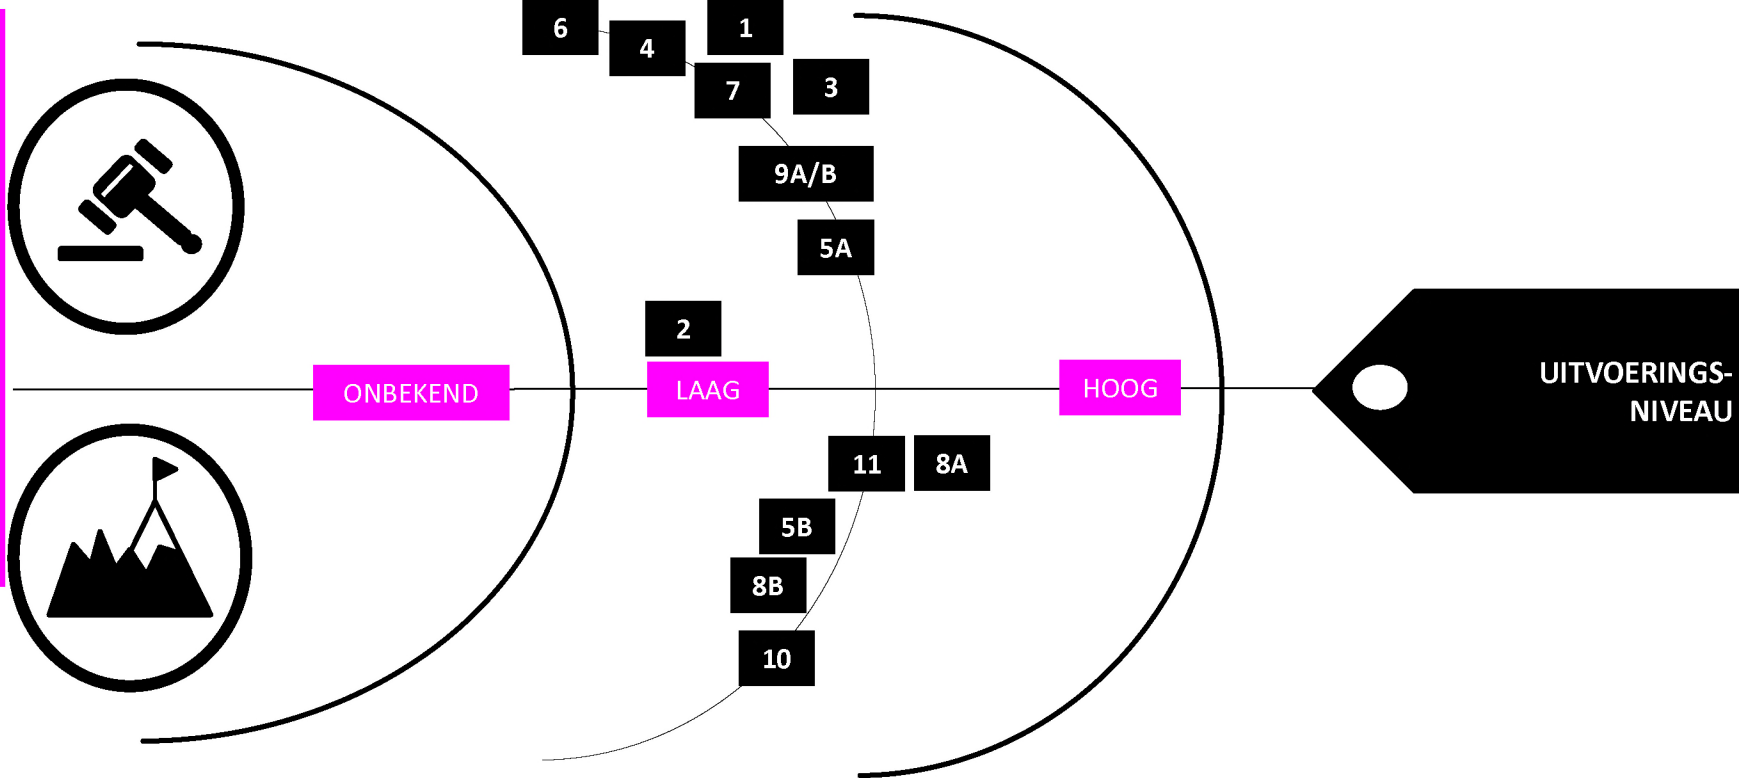 6
4
1
7
3
9A/B
5A
2
ONBEKEND
LAAG
HOOG
UITVOERINGS-
NIVEAU
11
8A
5B
8B
10